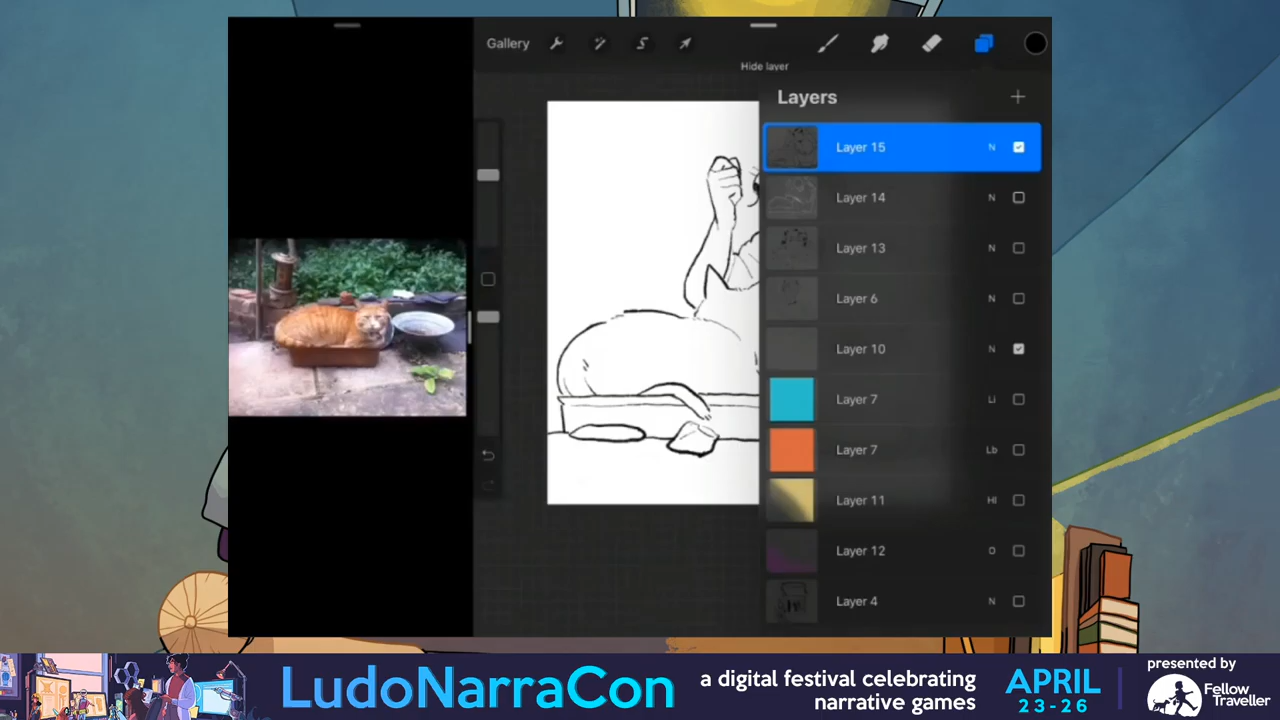 Gallery
Hide layer
Layers
Layer 15 N
Layer 14 N
Layer 13 N
Layer 6 N
Layer 10 N
Layer 7 Li
Layer 7 Lb
Layer 11 Hl
Layer 12 O
Layer 4 N
LudoNarraCon
a digital festival celebrating
narrative games
APRIL
23-26
presented by
Fellow
Traveller